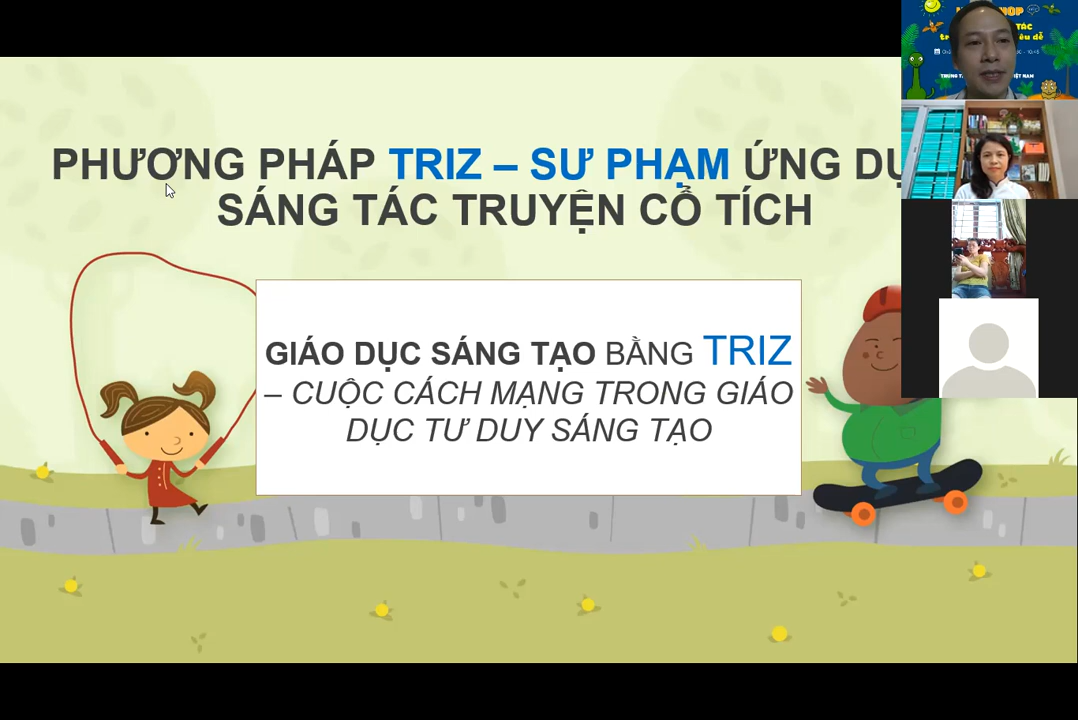 PHƯƠNG PHÁP TRIZ – SƯ PHẠM ỨNG
SÁNG TÁC TRUYỆN CỔ TÍCH
GIÁO DỤC SÁNG TẠO BẰNG TRIZ
– CUỘC CÁCH MẠNG TRONG GIÁO
DỤC TƯ DUY SÁNG TẠO